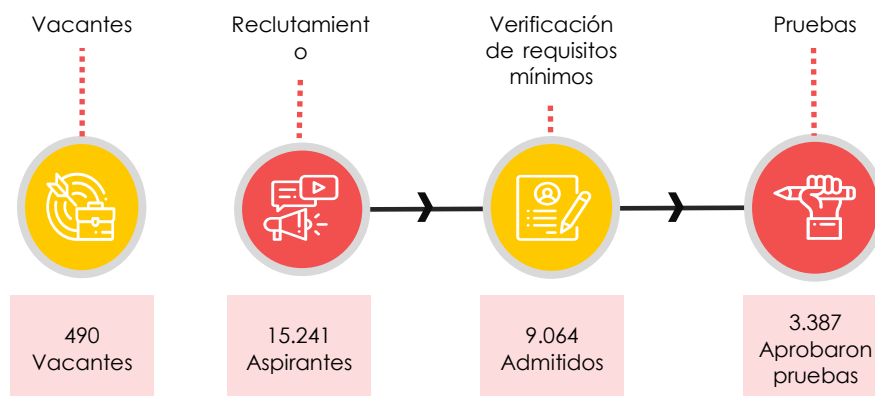 Vacantes
Reclutamient
o
Verificación
de requisitos
mínimos
Pruebas
490
Vacantes
15.241
Aspirantes
9.064
Admitidos
3.387
Aprobaron
pruebas